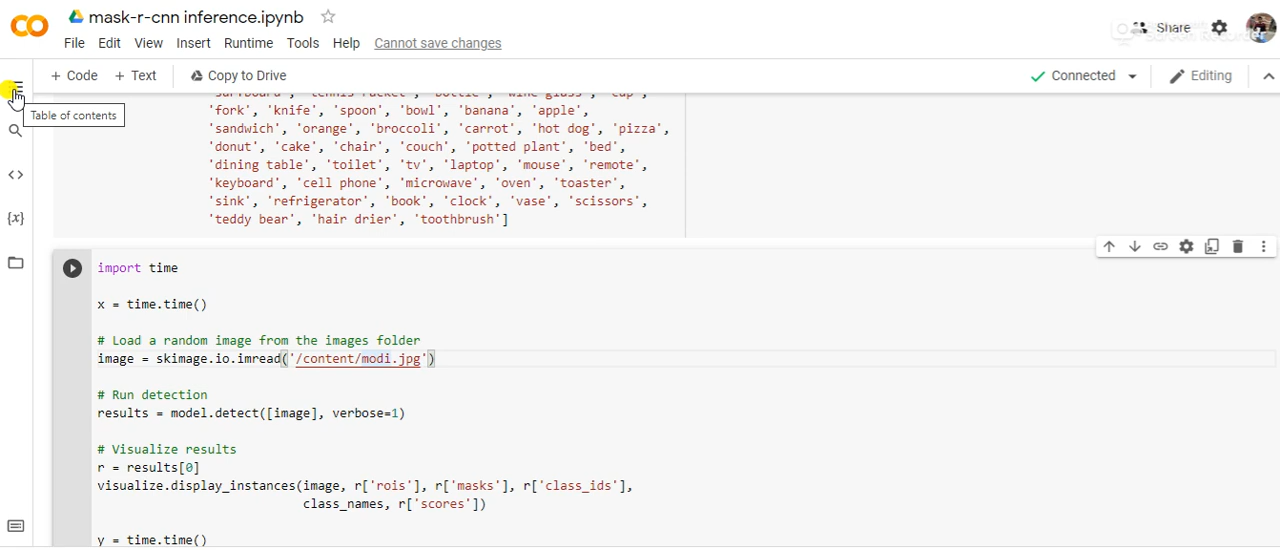 mask-r-cnn inference.ipynb
File Edit View Insert Runtime Tools Help Cannot save changes
Share
+ Code + Text Copy to Drive
Connected Editing
Table of contents
'surfboard', 'tennis racket', 'bottle', 'wine glass', 'cup',
'fork', 'knife', 'spoon', 'bowl', 'banana', 'apple',
'sandwich', 'orange', 'broccoli', 'carrot', 'hot dog', 'pizza',
'donut', 'cake', 'chair', 'couch', 'potted plant', 'bed',
'dining table', 'toilet', 'tv', 'laptop', 'mouse', 'remote',
'keyboard', 'cell phone', 'microwave', 'oven', 'toaster',
'sink', 'refrigerator', 'book', 'clock', 'vase', 'scissors',
'teddy bear', 'hair drier', 'toothbrush']
{x}
import time
x = time.time()
# Load a random image from the images folder
image = skimage.io.imread('/content/modi.jpg')
# Run detection
results = model.detect([image], verbose=1)
# Visualize results
r = results[0]
visualize.display_instances(image, r['rois'], r['masks'], r['class_ids'],
class_names, r['scores'])
y = time.time()